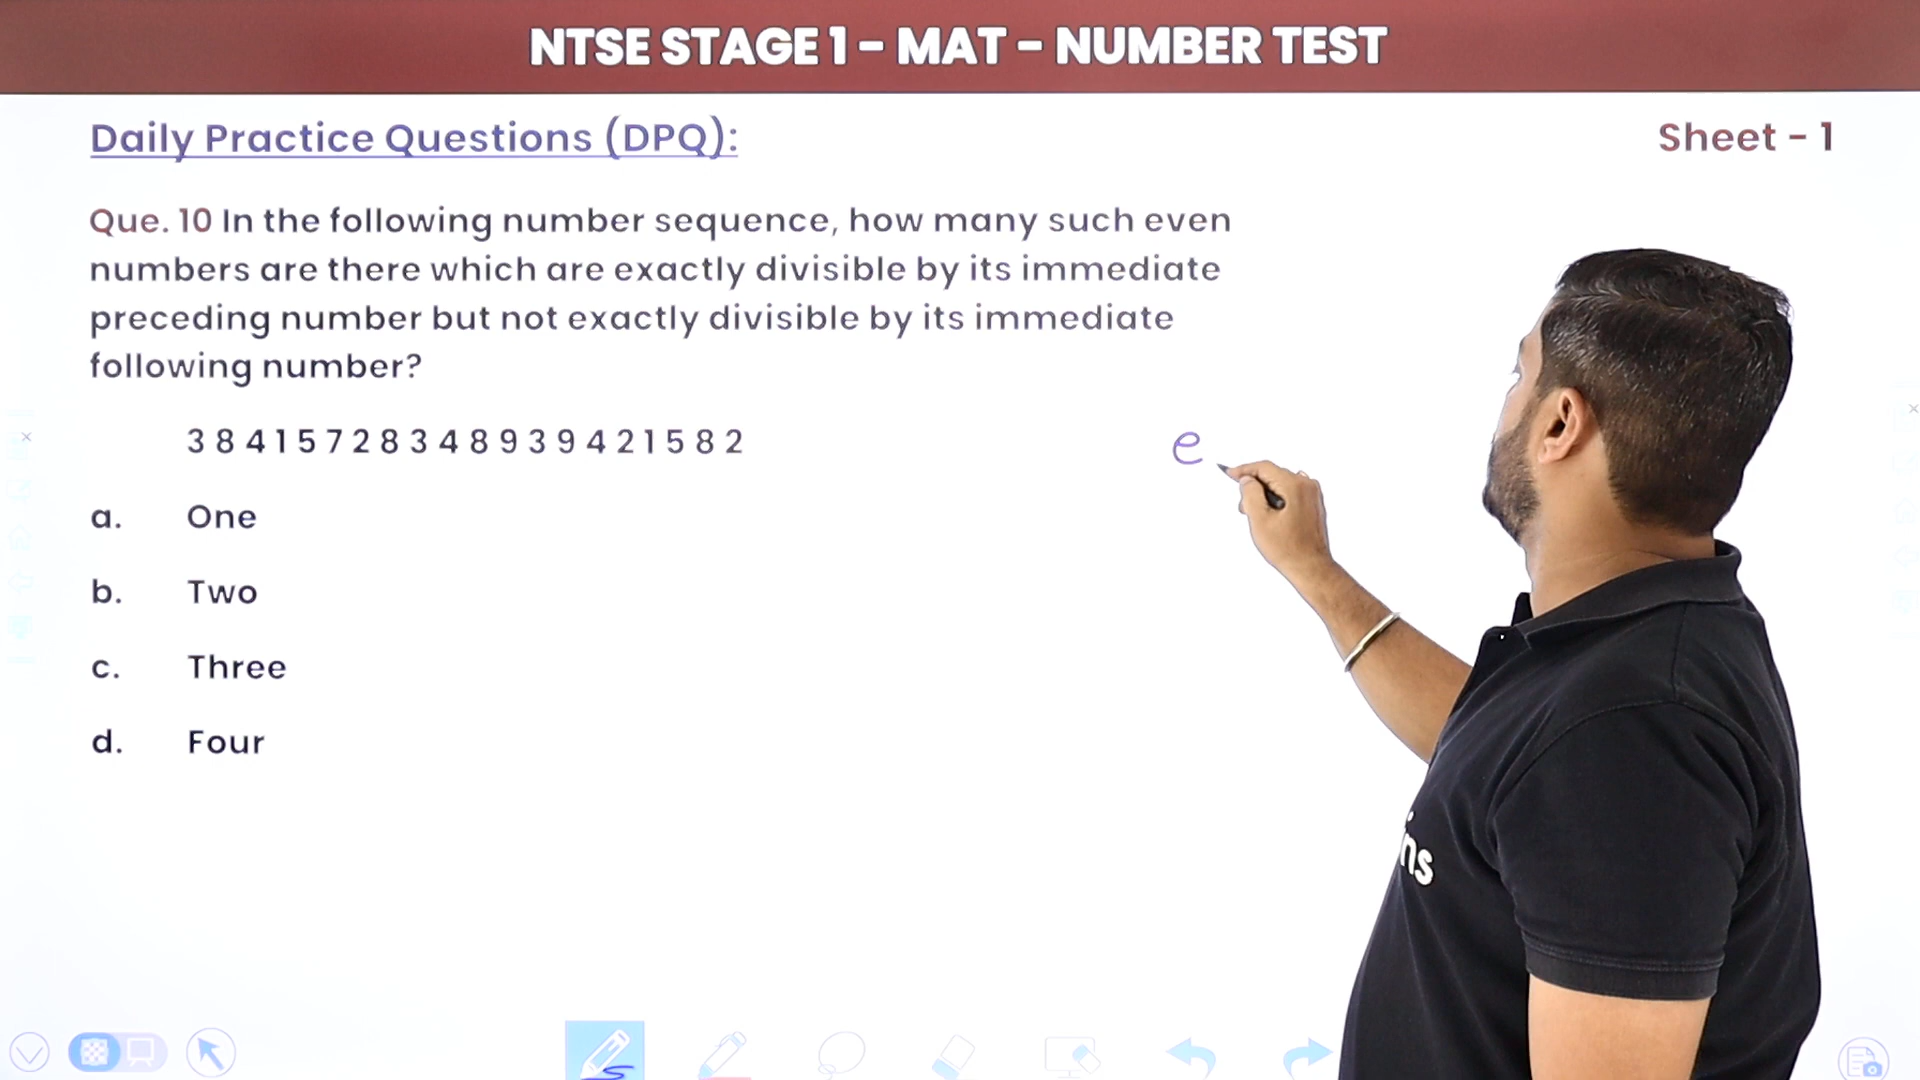 NTSE STAGE 1 - MAT - NUMBER TEST
Daily Practice Questions (DPQ):
Sheet - 1
Que. 10 In the following number sequence, how many such even
numbers are there which are exactly divisible by its immediate
preceding number but not exactly divisible by its immediate
following number?
3 8 4 1 5 7 2 8 3 4 8 9 3 9 4 2 1 5 8 2
e
a. One
b. Two
c. Three
d. Four
ns